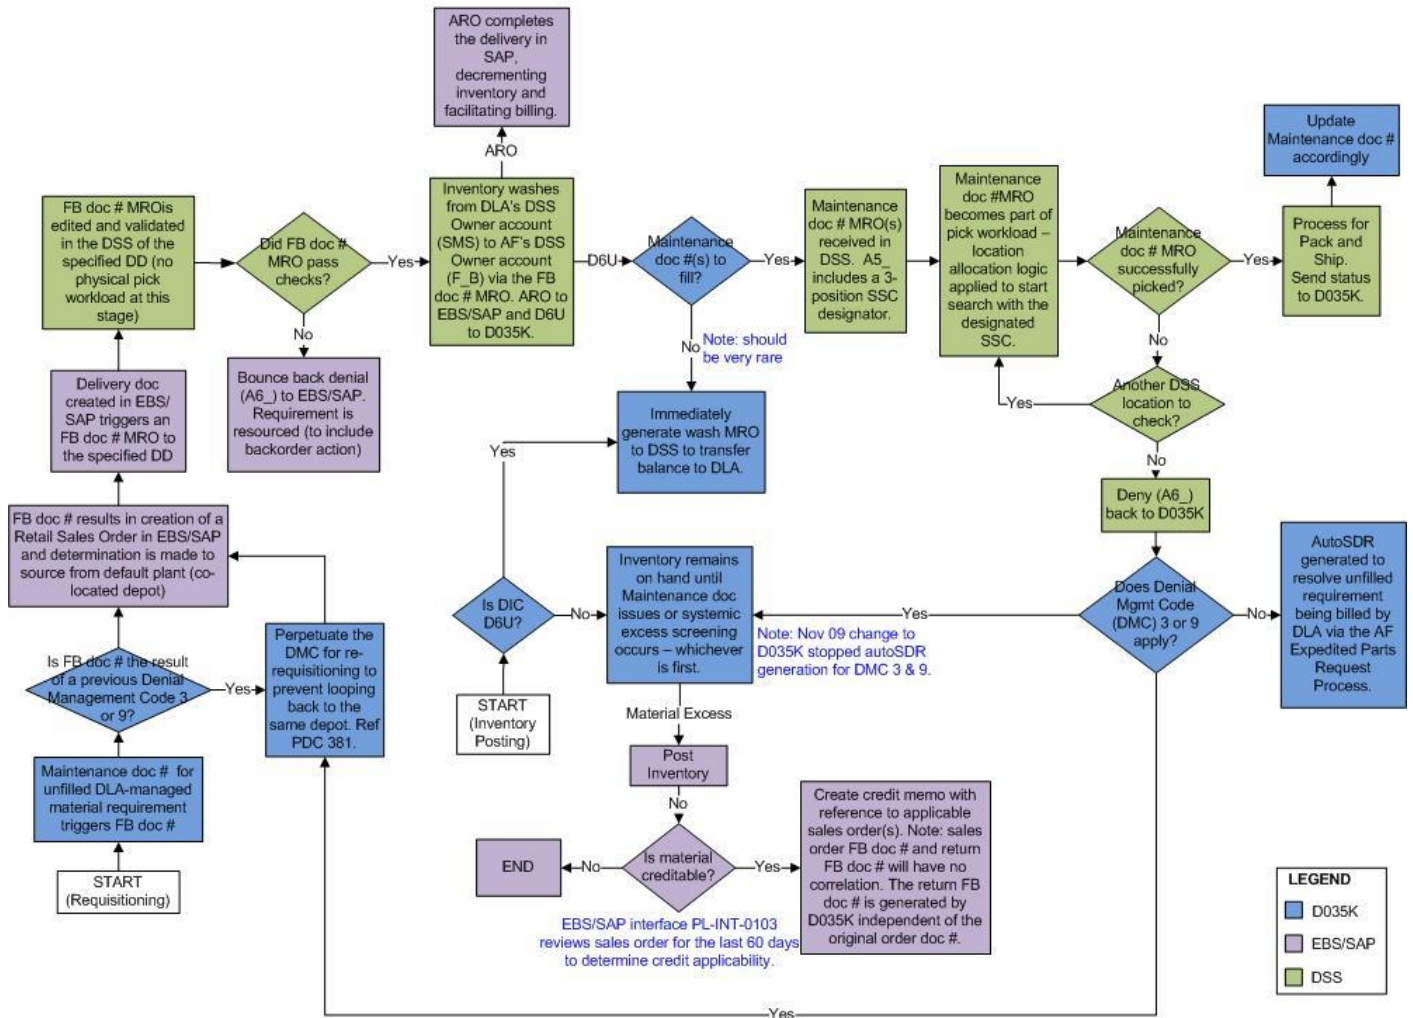 ARO completes
the delivery in
SAP,
decrementing
inventory and
facilitating billing.
ARO
FB doc # MROis
edited and validated
in the DSS of the
specified DD (no
physical pick
workload at this
stage)
Did FB doc #
MRO pass
checks?
Yes
No
Inventory washes
from DLA's DSS
Owner account
(SMS) to AF's DSS
Owner account
(F_B) via the FB
doc # MRO. ARO to
EBS/SAP and D6U
to D035K.
D6U
Maintenance
doc #(s) to
fill?
Yes
No
Note: should
be very rare
Maintenance
doc # MRO(s)
received in
DSS. A5_
includes a 3-
position SSC
designator.
Maintenance
doc #MRO
becomes part of
pick workload –
location
allocation logic
applied to start
search with the
designated
SSC.
Maintenance
doc # MRO
successfully
picked?
Yes
No
Update
Maintenance doc #
accordingly
Process for
Pack and
Ship.
Send status
to D035K.
Another DSS
location to
check?
Yes
No
Deny (A6_)
back to D035K
Delivery doc
created in EBS/
SAP triggers an
FB doc # MRO to
the specified DD
Bounce back denial
(A6_) to EBS/SAP.
Requirement is
resourced (to include
backorder action)
Immediately
generate wash MRO
to DSS to transfer
balance to DLA.
Yes
FB doc # results in creation of a
Retail Sales Order in EBS/SAP
and determination is made to
source from default plant (co-
located depot)
Is DIC
D6U?
No
Inventory remains
on hand until
Maintenance doc
issues or systemic
excess screening
occurs – whichever
is first.
Yes
Note: Nov 09 change to
D035K stopped autoSDR
generation for DMC 3 & 9.
Does Denial
Mgmt Code
(DMC) 3 or 9
apply?
No
AutoSDR
generated to
resolve unfilled
requirement
being billed by
DLA via the AF
Expedited Parts
Request
Process.
Is FB doc # the result
of a previous Denial
Management Code 3
or 9?
Yes
Perpetuate the
DMC for re-
requisitioning to
prevent looping
back to the
same depot. Ref
PDC 381.
START
(Inventory
Posting)
Material Excess
Post
Inventory
No
Maintenance doc #  for
unfilled DLA-managed
material requirement
triggers FB doc #
START
(Requisitioning)
END
No
Is material
creditable?
Yes
Create credit memo with
reference to applicable
sales order(s). Note: sales
order FB doc # and return
FB doc # will have no
correlation. The return FB
doc # is generated by
D035K independent of the
original order doc #.
EBS/SAP interface PL-INT-0103
reviews sales order for the last 60 days
to determine credit applicability.
LEGEND
D035K
EBS/SAP
DSS
Yes